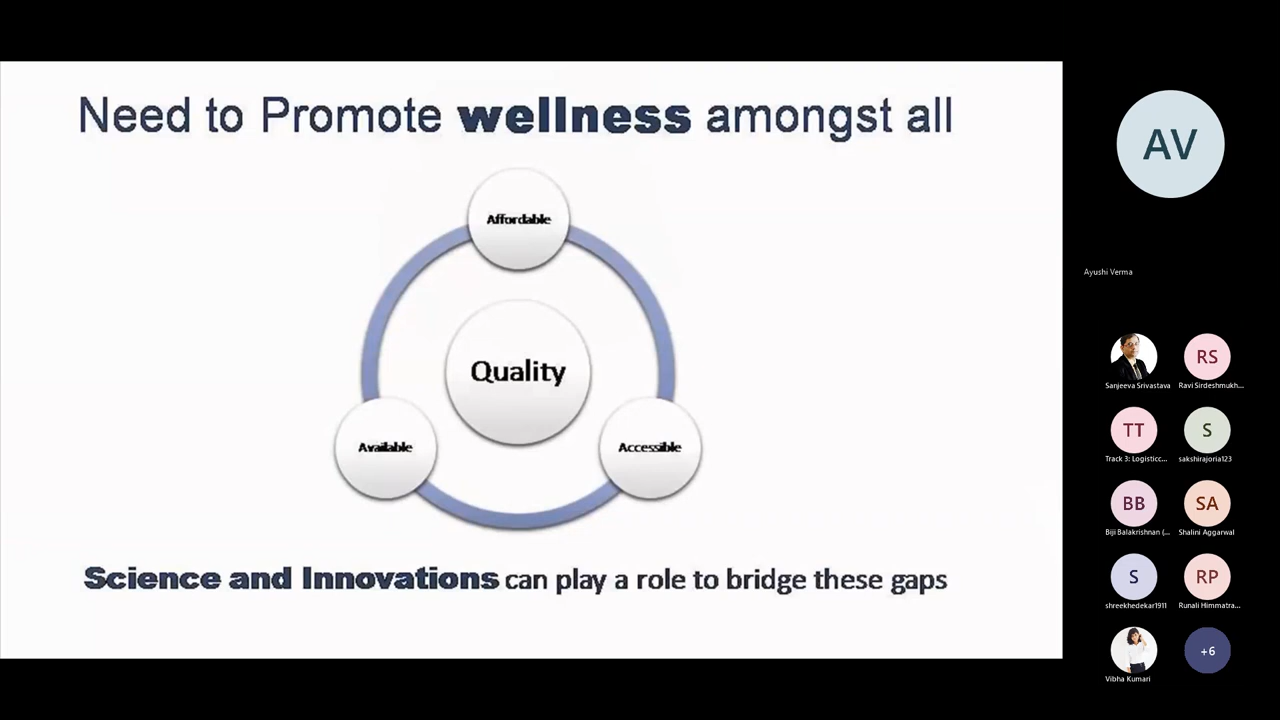 Need to Promote wellness amongst all
Affordable
Quality
Available
Accessible
Science and Innovations can play a role to bridge these gaps
AV
Ayushi Verma
RS
Sanjeeva Srivastava
Ravi Sirdeshmukh...
TT
S
Track 3: Logisticc...
sakshirajoria123
BB
SA
Biji Balakrishnan (...
Shalini Aggarwal
S
RP
shreekhedekar1911
Runali Himmatra...
+6
Vibha Kumari